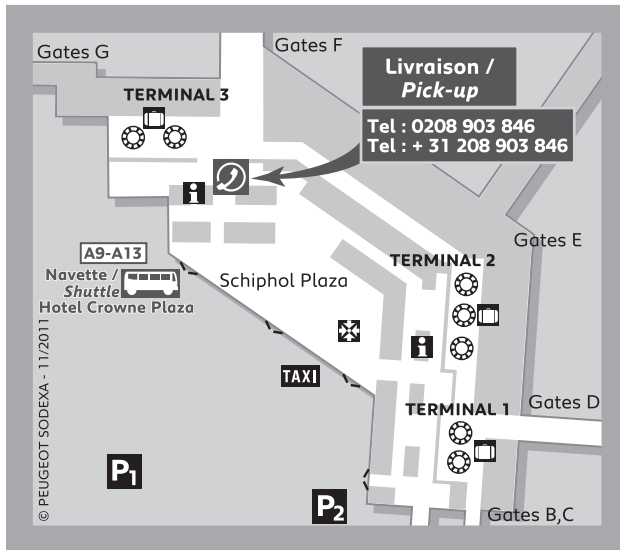 Gates G
Gates F
Livraison /
Pick-up
TERMINAL 3
Tel : 0208 903 846
Tel : + 31 208 903 846
i
A9-A13
Navette /
Shuttle
Hotel Crowne Plaza
Schiphol Plaza
Gates E
TERMINAL 2
i
TAXI
TERMINAL 1
Gates D
P1
P2
Gates B,C
© PEUGEOT SODEXA - 11/2011